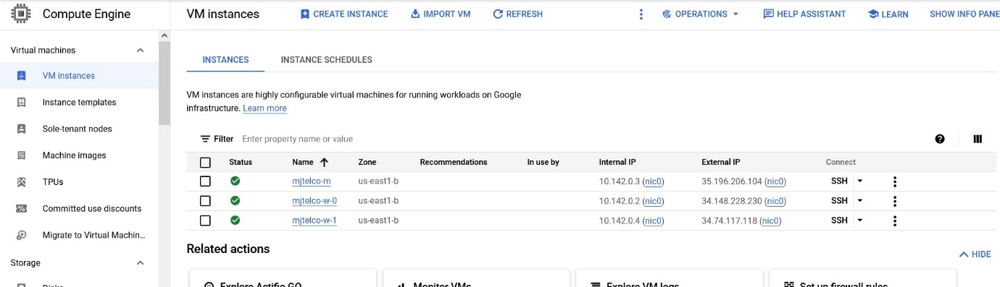 Compute Engine
VM instances
CREATE INSTANCE
IMPORT VM
REFRESH
OPERATIONS
HELP ASSISTANT
LEARN
SHOW INFO PANE
Virtual machines
VM instances
Instance templates
Sole-tenant nodes
Machine images
TPUs
Committed use discounts
Migrate to Virtual Machin...
Storage
INSTANCES INSTANCE SCHEDULES
VM instances are highly configurable virtual machines for running workloads on Google
infrastructure. Learn more
Filter Enter property name or value
Status Name Zone Recommendations In use by Internal IP External IP Connect
mjtelco-m us-east1-b 10.142.0.3 (nic0) 35.196.206.104 (nic0) SSH
mjtelco-w-0 us-east1-b 10.142.0.2 (nic0) 34.148.228.230 (nic0) SSH
mjtelco-w-1 us-east1-b 10.142.0.4 (nic0) 34.74.117.118 (nic0) SSH
Related actions
HIDE
Explore Actifio GO
Monitor VMs
Explore VM logs
Set up firewall rules